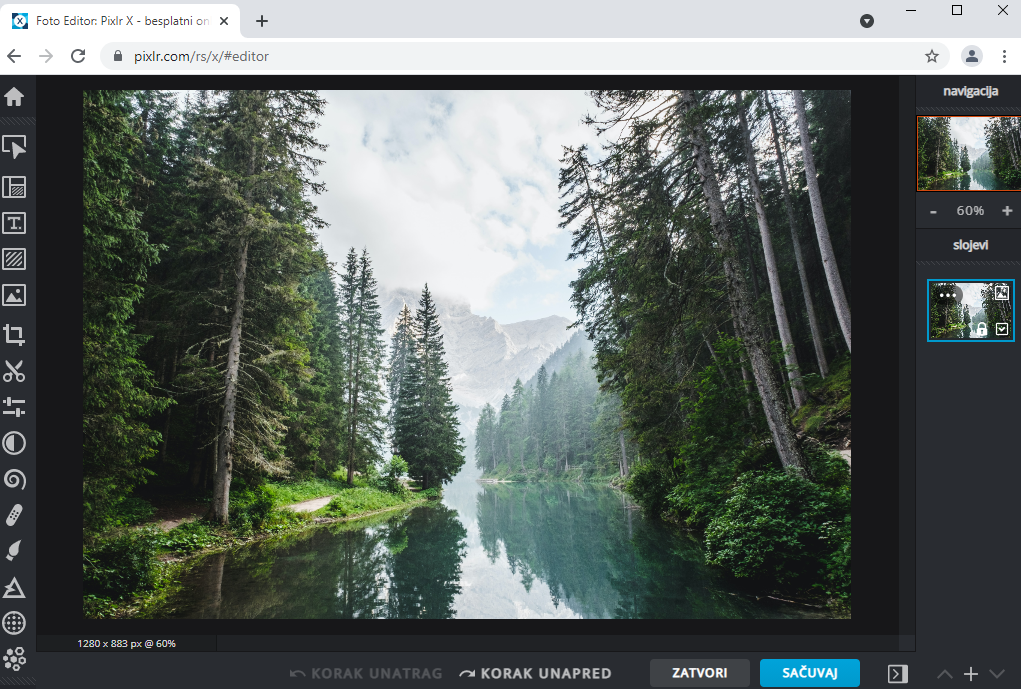 Foto Editor: Pixlr X - besplatni on
pixlr.com/rs/x/#editor
navigacija
- 60% +
slojevi
T.
1280 x 883 px @ 60%
KORAK UNATRAG
KORAK UNAPRED
ZATVORI
SAČUVAJ